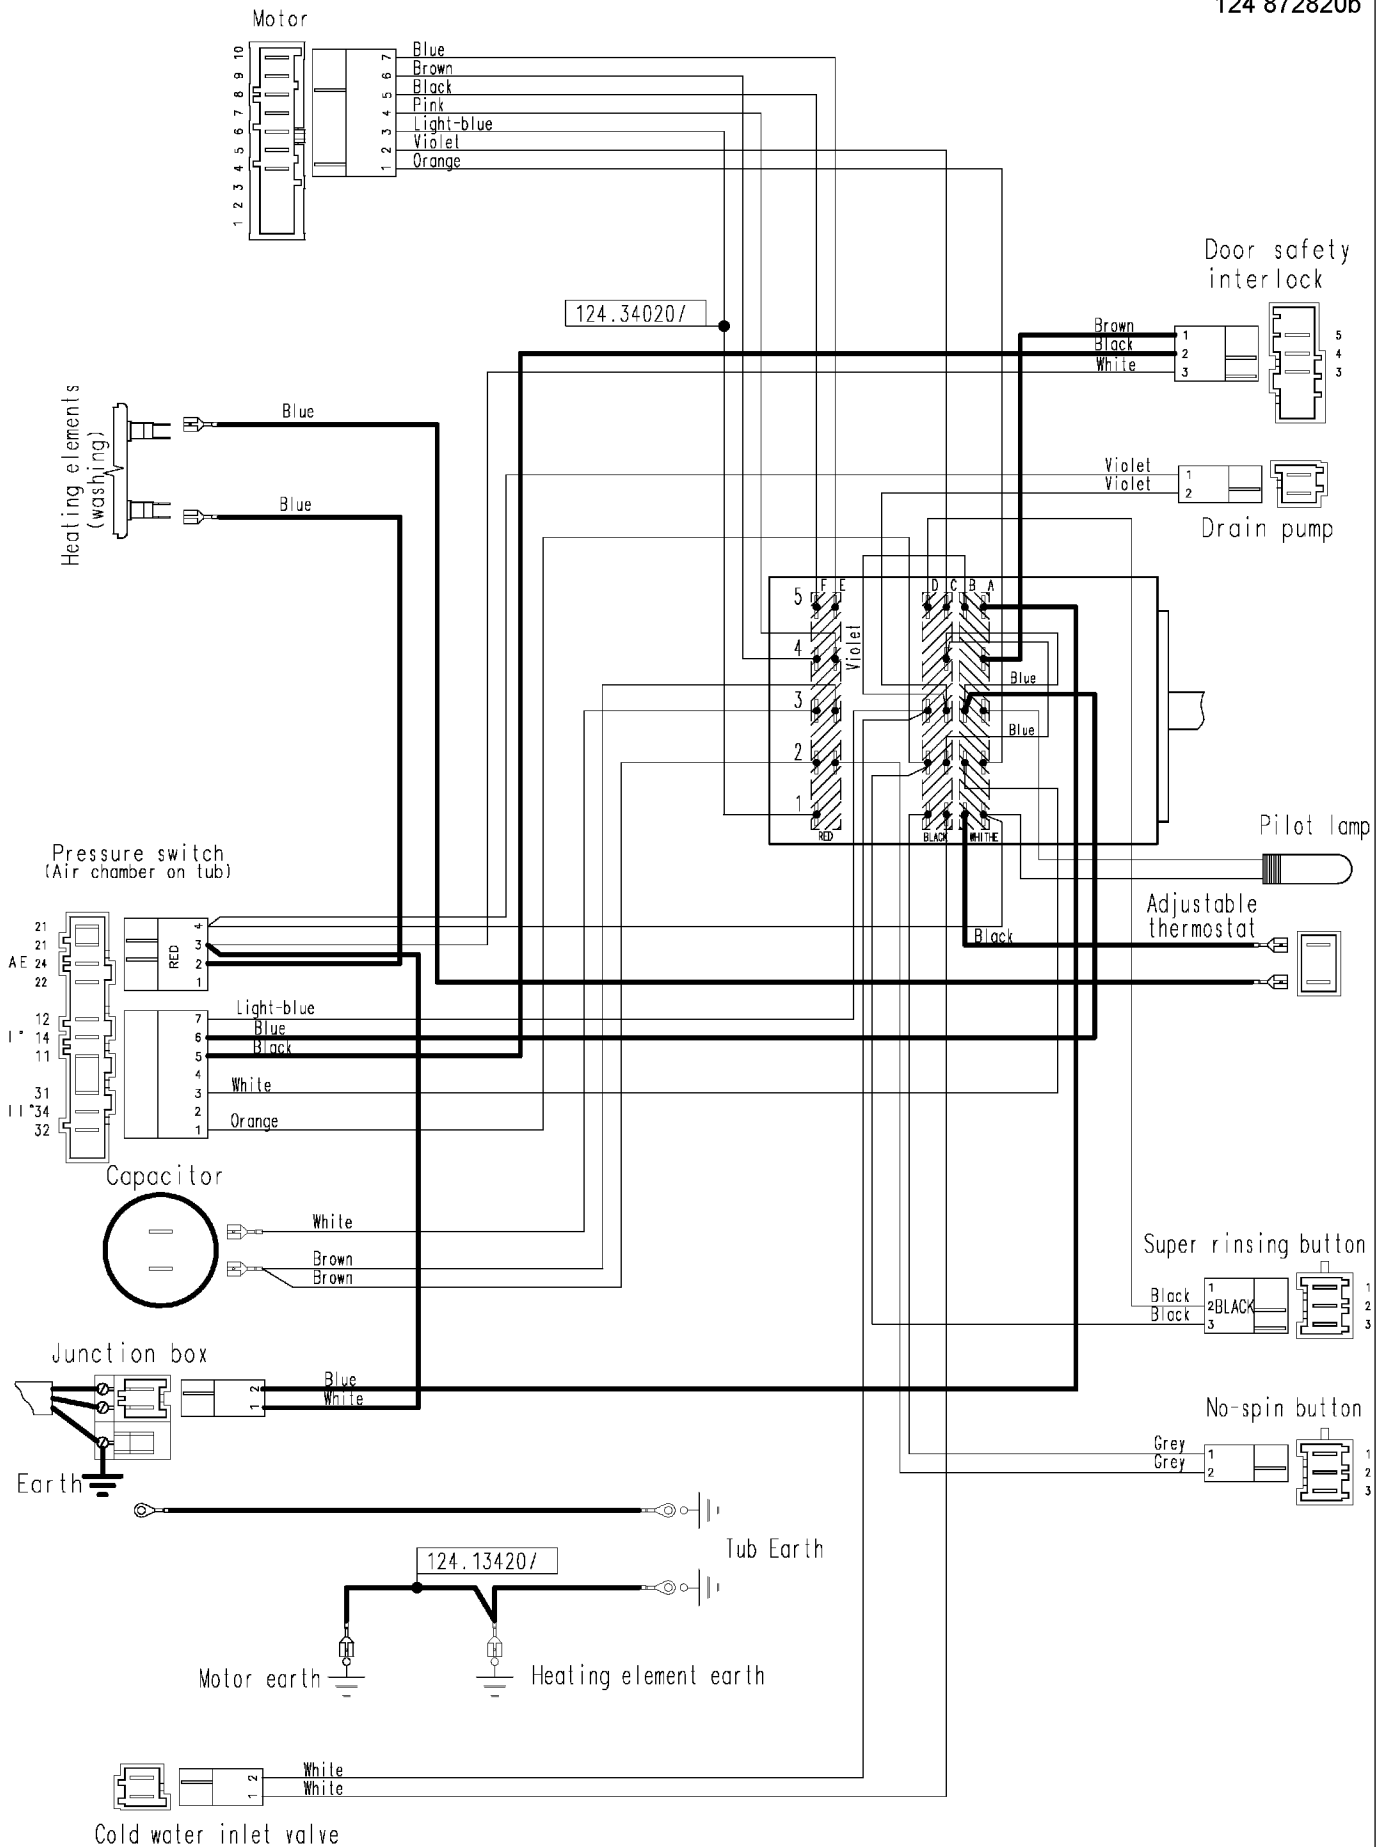 124 872820b
Motor
10
9
8
7
6
5
4
3
2
1
7
6
5
4
3
2
1
Blue
Brown
Black
Pink
Light-blue
Violet
Orange
Door safety
interlock
124.34020/
Brown
Black
White
1
2
3
5
4
3
Heating elements
(washing)
Blue
Blue
Violet
Violet
1
2
Drain pump
F E D C B A
5
4
3
2
1
Violet
Blue
Blue
RED
BLACK
WHITHE
Pilot lamp
Pressure switch
(Air chamber on tub)
Adjustable
thermostat
Black
21
21
AE 24
22
12
I° 14
11
31
II°34
32
RED
4
3
2
1
7
6
5
4
3
2
1
Light-blue
Blue
Black
White
Orange
Capacitor
White
Brown
Brown
Super rinsing button
Black
Black
1
2
3
BLACK
1
2
3
Junction box
2
1
Blue
White
Earth
No-spin button
Grey
Grey
1
2
1
2
3
Tub Earth
124.13420/
Motor earth
Heating element earth
2
1
White
White
Cold water inlet valve